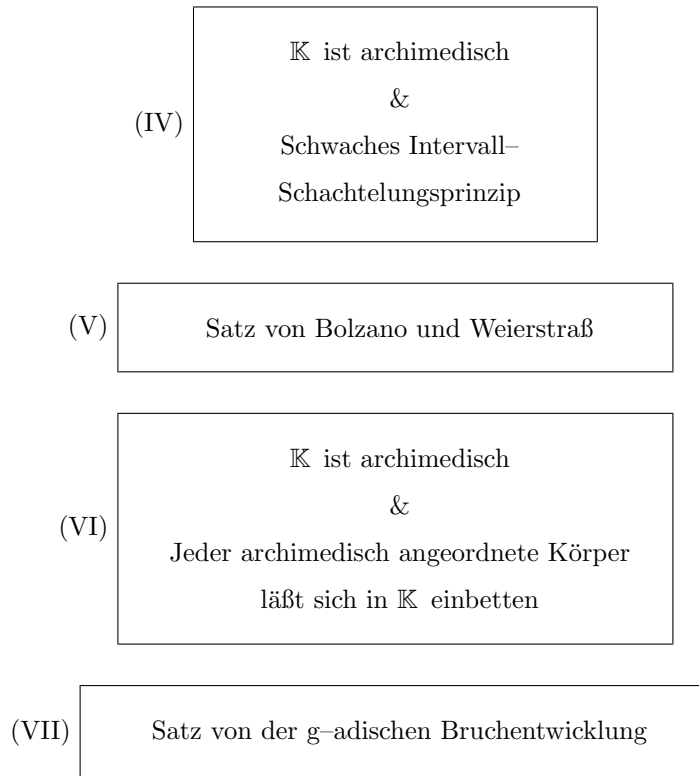 𝕂 ist archimedisch
&
(IV)
Schwaches Intervall–
Schachtelungsprinzip
(V) Satz von Bolzano und Weierstraß
𝕂 ist archimedisch
&
(VI)
Jeder archimedisch angeordnete Körper
läßt sich in 𝕂 einbetten
(VII) Satz von der g–adischen Bruchentwicklung